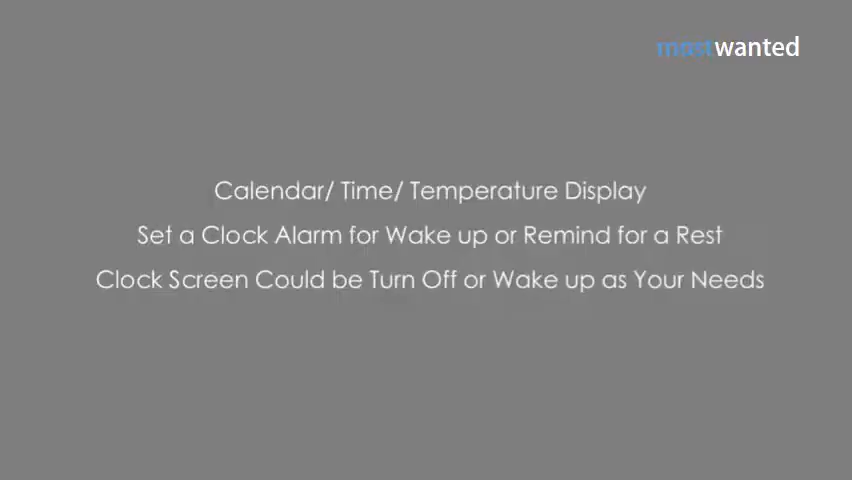 mostwanted
Calendar/ Time/ Temperature Display
Set a Clock Alarm for Wake up or Remind for a Rest
Clock Screen Could be Turn Off or Wake up as Your Needs